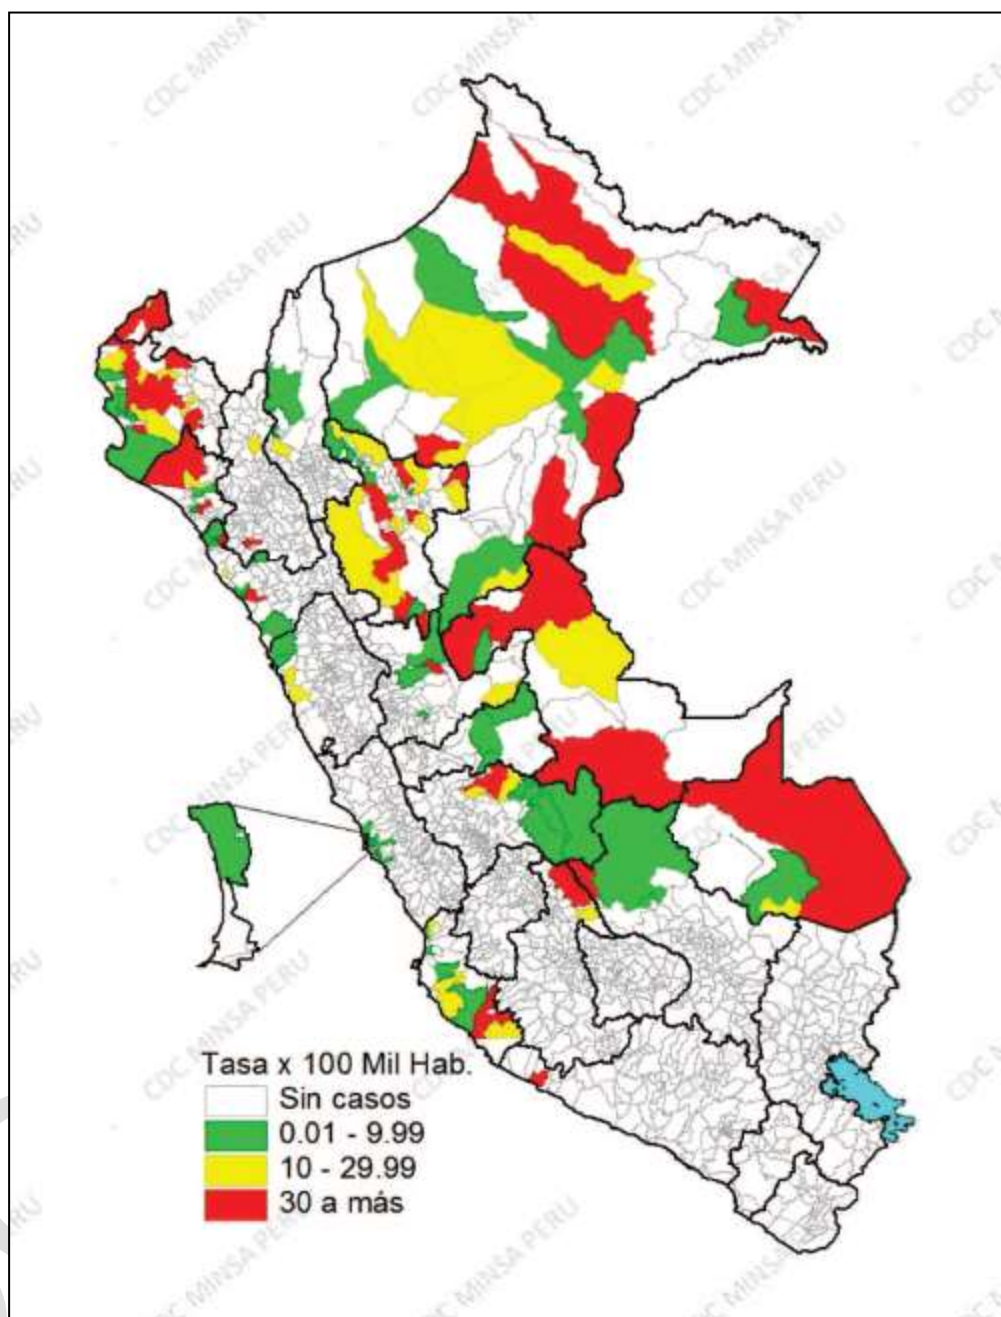 CDC MINSA PERU
Tasa x 100 Mil Hab.
Sin casos
0.01 - 9.99
10 - 29.99
30 a más